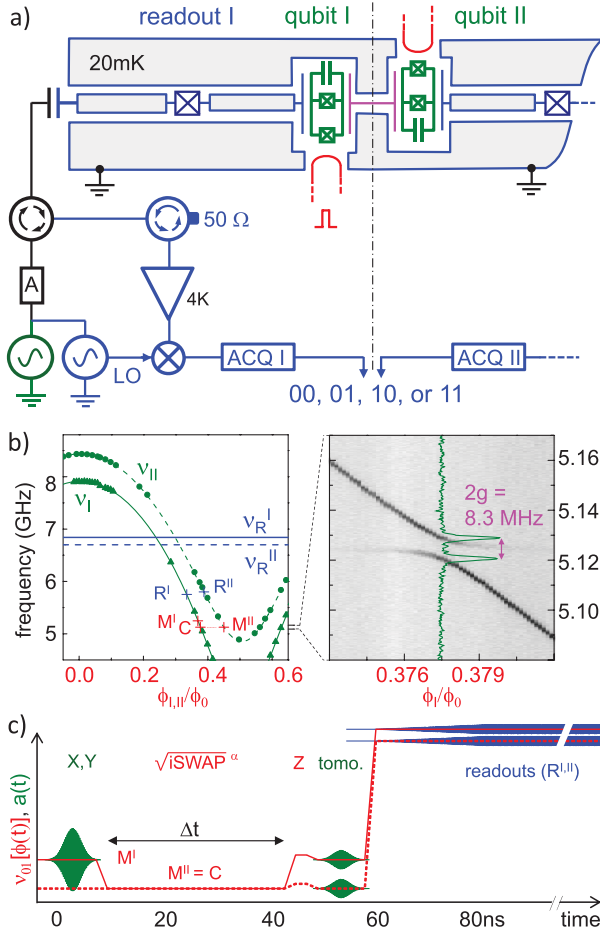 a)
readout I
qubit I
qubit II
20mK
50 Ω
A
4K
LO
ACQ I
ACQ II
00, 01, 10, or 11
b)
frequency (GHz)
8
7
6
5
ν_II
ν_I
ν_R^I
ν_R^II
R^I
R^II
M^I
C
M^II
0.0
0.2
0.4
0.6
ϕ_I,II/ϕ_0
2g =
8.3 MHz
5.16
5.14
5.13
5.12
5.10
0.376
0.379
ϕ_I/ϕ_0
c)
ν_01[ϕ(t)], a(t)
X,Y
√iSWAP ^α
Z
tomo.
readouts (R^I,II)
Δt
M^I
M^II = C
0
20
40
60
80ns
time